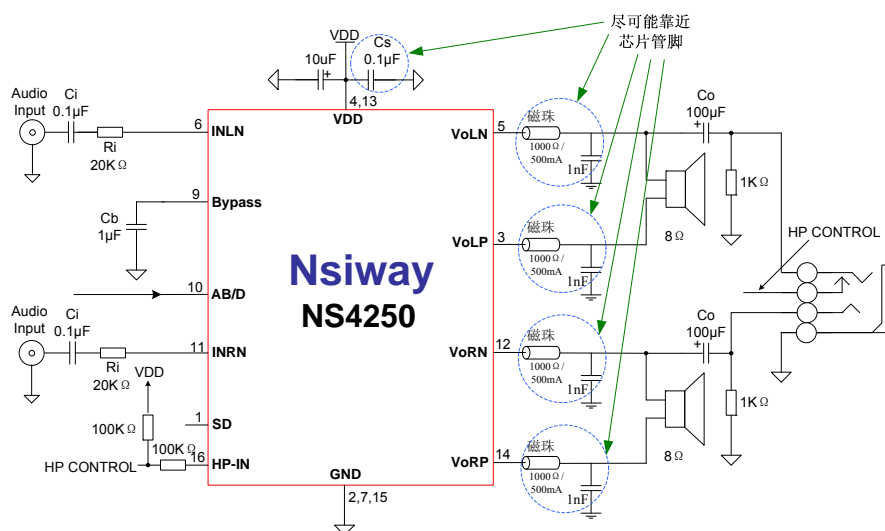 尽可能靠近
芯片管脚
VDD
Cs
10uF
0.1µF
+
4,13
VDD
Audio
Input
Ci
0.1µF
Ri
20KΩ
6
INLN
9
Bypass
Cb
1µF
10
AB/D
Audio
Input
Ci
0.1µF
Ri
20KΩ
11
INRN
VDD
100KΩ
1
SD
100KΩ
HP CONTROL
16
HP-IN
Nsiway
NS4250
GND
2,7,15
VoLN
5
磁珠
1000Ω/
500mA
1nF
VoLP
3
磁珠
1000Ω/
500mA
1nF
VoRN
12
磁珠
1000Ω/
500mA
1nF
VoRP
14
磁珠
1000Ω/
500mA
1nF
Co
100µF
+
1KΩ
8Ω
HP CONTROL
Co
100µF
+
1KΩ
8Ω